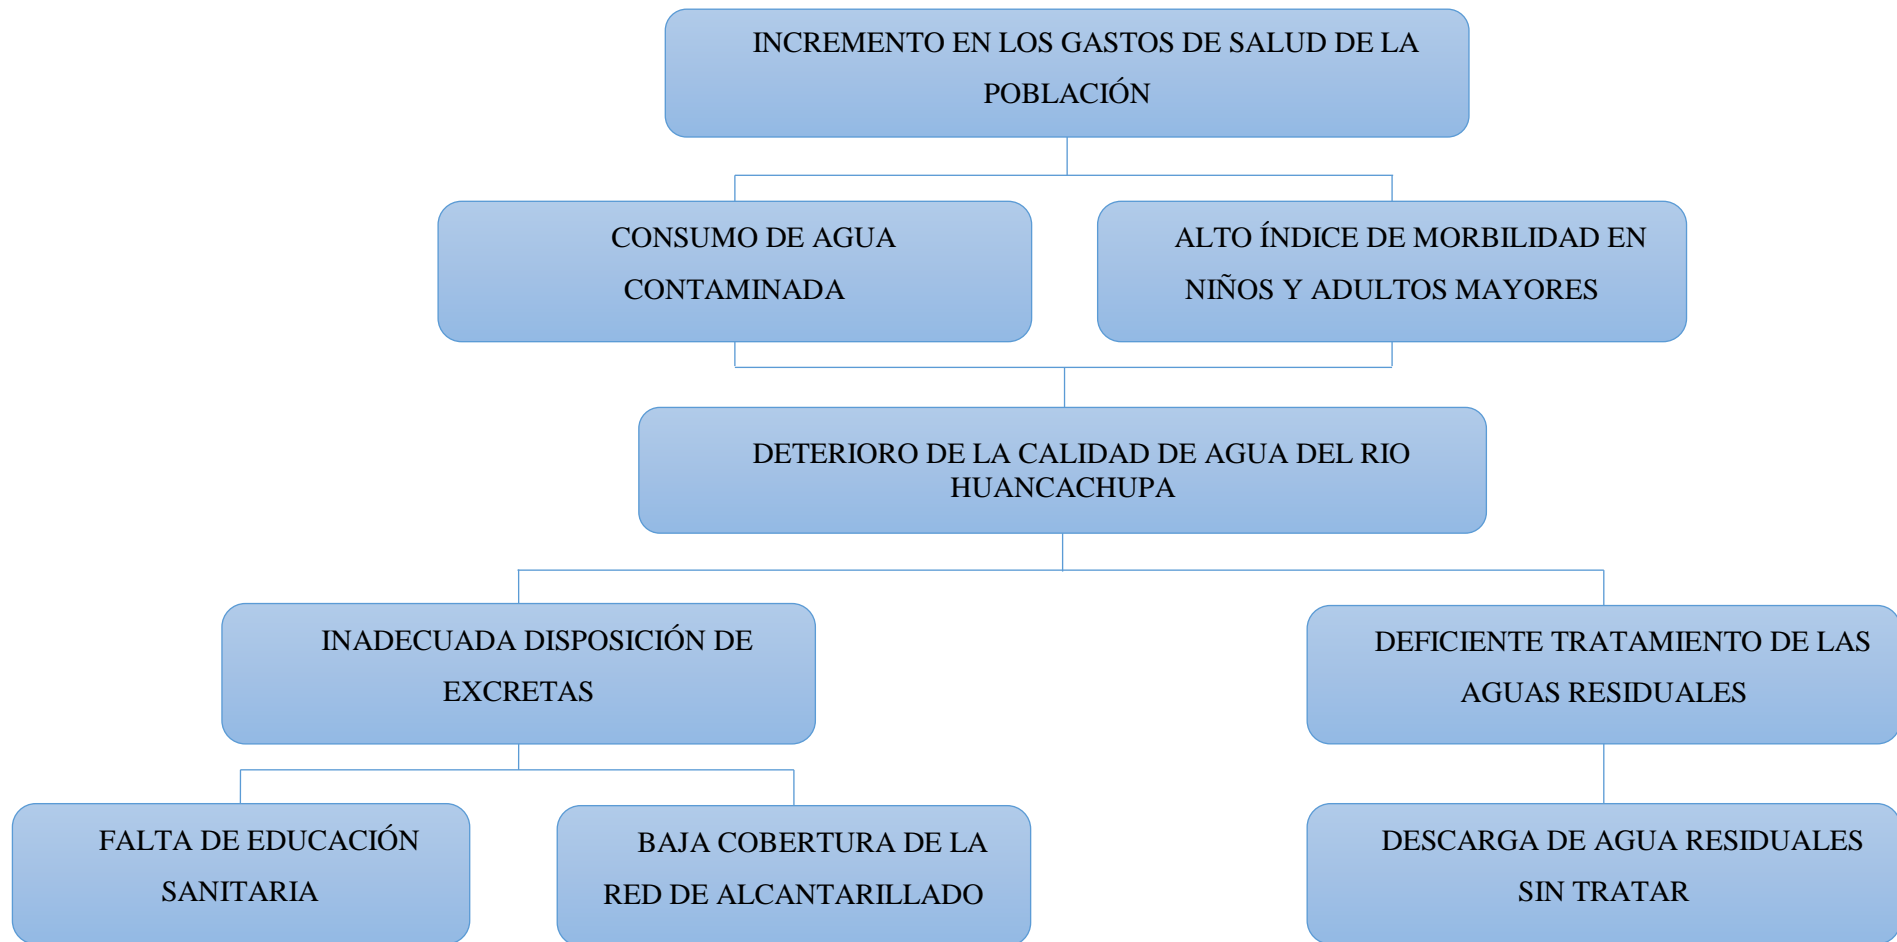 INCREMENTO EN LOS GASTOS DE SALUD DE LA
POBLACIÓN
CONSUMO DE AGUA
CONTAMINADA
ALTO ÍNDICE DE MORBILIDAD EN
NIÑOS Y ADULTOS MAYORES
DETERIORO DE LA CALIDAD DE AGUA DEL RIO
HUANCACHUPA
INADECUADA DISPOSICIÓN DE
EXCRETAS
DEFICIENTE TRATAMIENTO DE LAS
AGUAS RESIDUALES
FALTA DE EDUCACIÓN
SANITARIA
BAJA COBERTURA DE LA
RED DE ALCANTARILLADO
DESCARGA DE AGUA RESIDUALES
SIN TRATAR